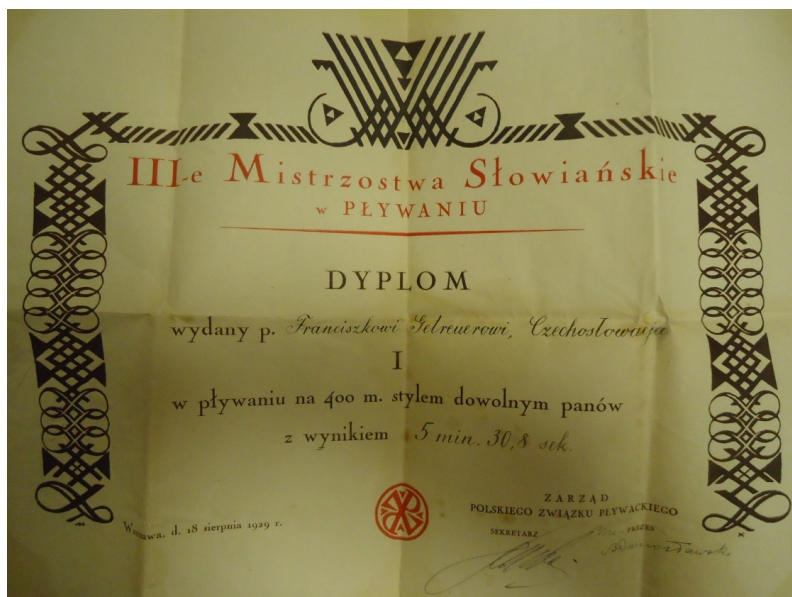 III-e Mistrzostwa Słowiańskie
w PŁYWANIU
DYPLOM
wydany p. Franciszkowi Getreuerowi, Czechosłowacja
I
w pływaniu na 400 m. stylem dowolnym panów
z wynikiem 5 min. 30,8 sek.
Warszawa, d. 18 sierpnia 1929 r.
ZARZĄD
POLSKIEGO ZWIĄZKU PŁYWACKIEGO
SEKRETARZ